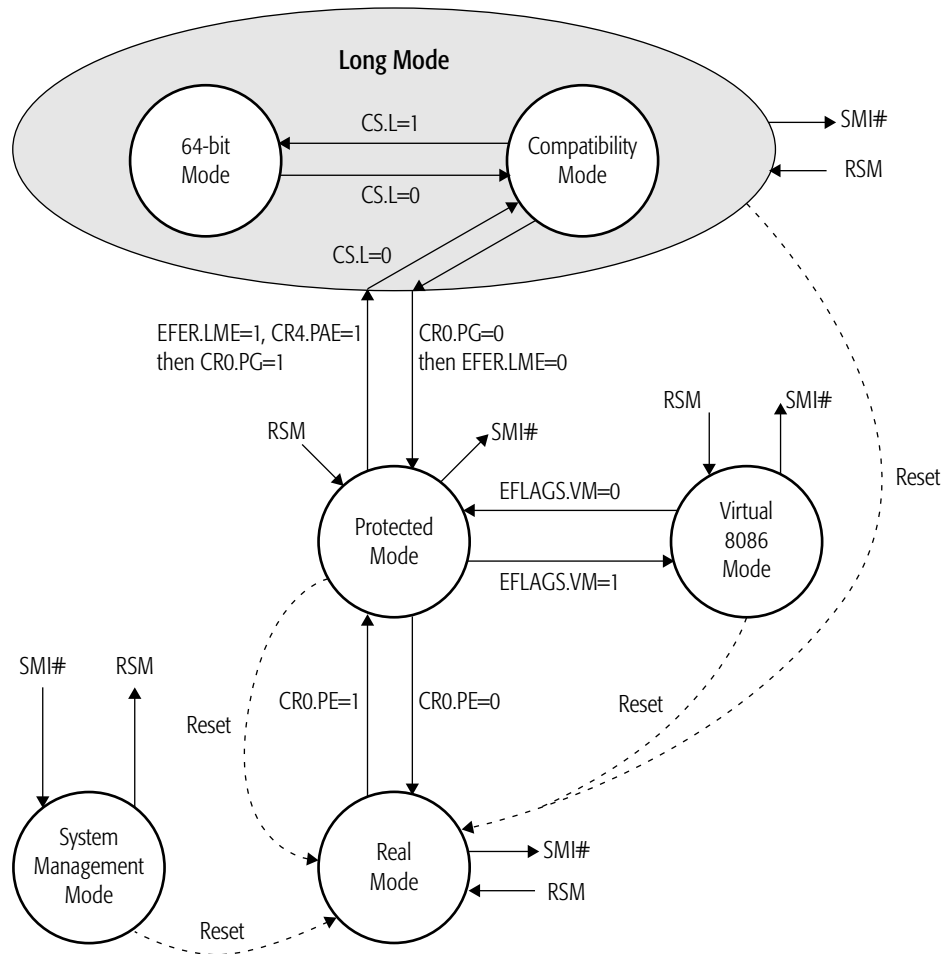 Long Mode
64-bit
Mode
CS.L=1
CS.L=0
Compatibility
Mode
SMI#
RSM
CS.L=0
EFER.LME=1, CR4.PAE=1
then CR0.PG=1
CR0.PG=0
then EFER.LME=0
RSM
SMI#
RSM
SMI#
Reset
Protected
Mode
EFLAGS.VM=0
EFLAGS.VM=1
Virtual
8086
Mode
SMI#
RSM
Reset
CR0.PE=1
CR0.PE=0
Reset
System
Management
Mode
Real
Mode
SMI#
RSM
Reset